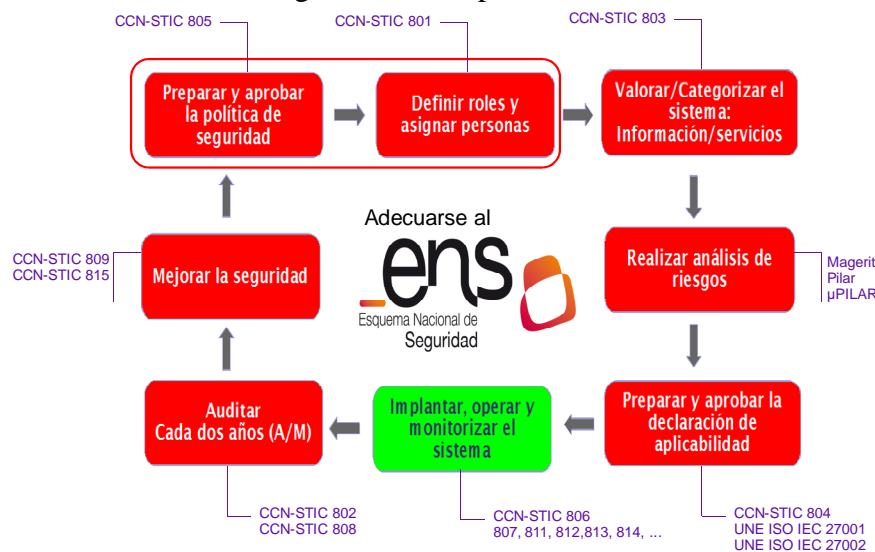 CCN-STIC 805
CCN-STIC 801
CCN-STIC 803
Preparar y aprobar
la política de
seguridad
Definir roles y
asignar personas
Valorar/Categorizar el
sistema:
Información/servicios
Adecuarse al
ens
Esquema Nacional de
Seguridad
CCN-STIC 809
CCN-STIC 815
Mejorar la seguridad
Realizar análisis de
riesgos
Magerit
Pilar
µPILAR
Auditar
Cada dos años (A/M)
Implantar, operar y
monitorizar el
sistema
Preparar y aprobar la
declaración de
aplicabilidad
CCN-STIC 802
CCN-STIC 808
CCN-STIC 806
807, 811, 812,813, 814, ...
CCN-STIC 804
UNE ISO IEC 27001
UNE ISO IEC 27002